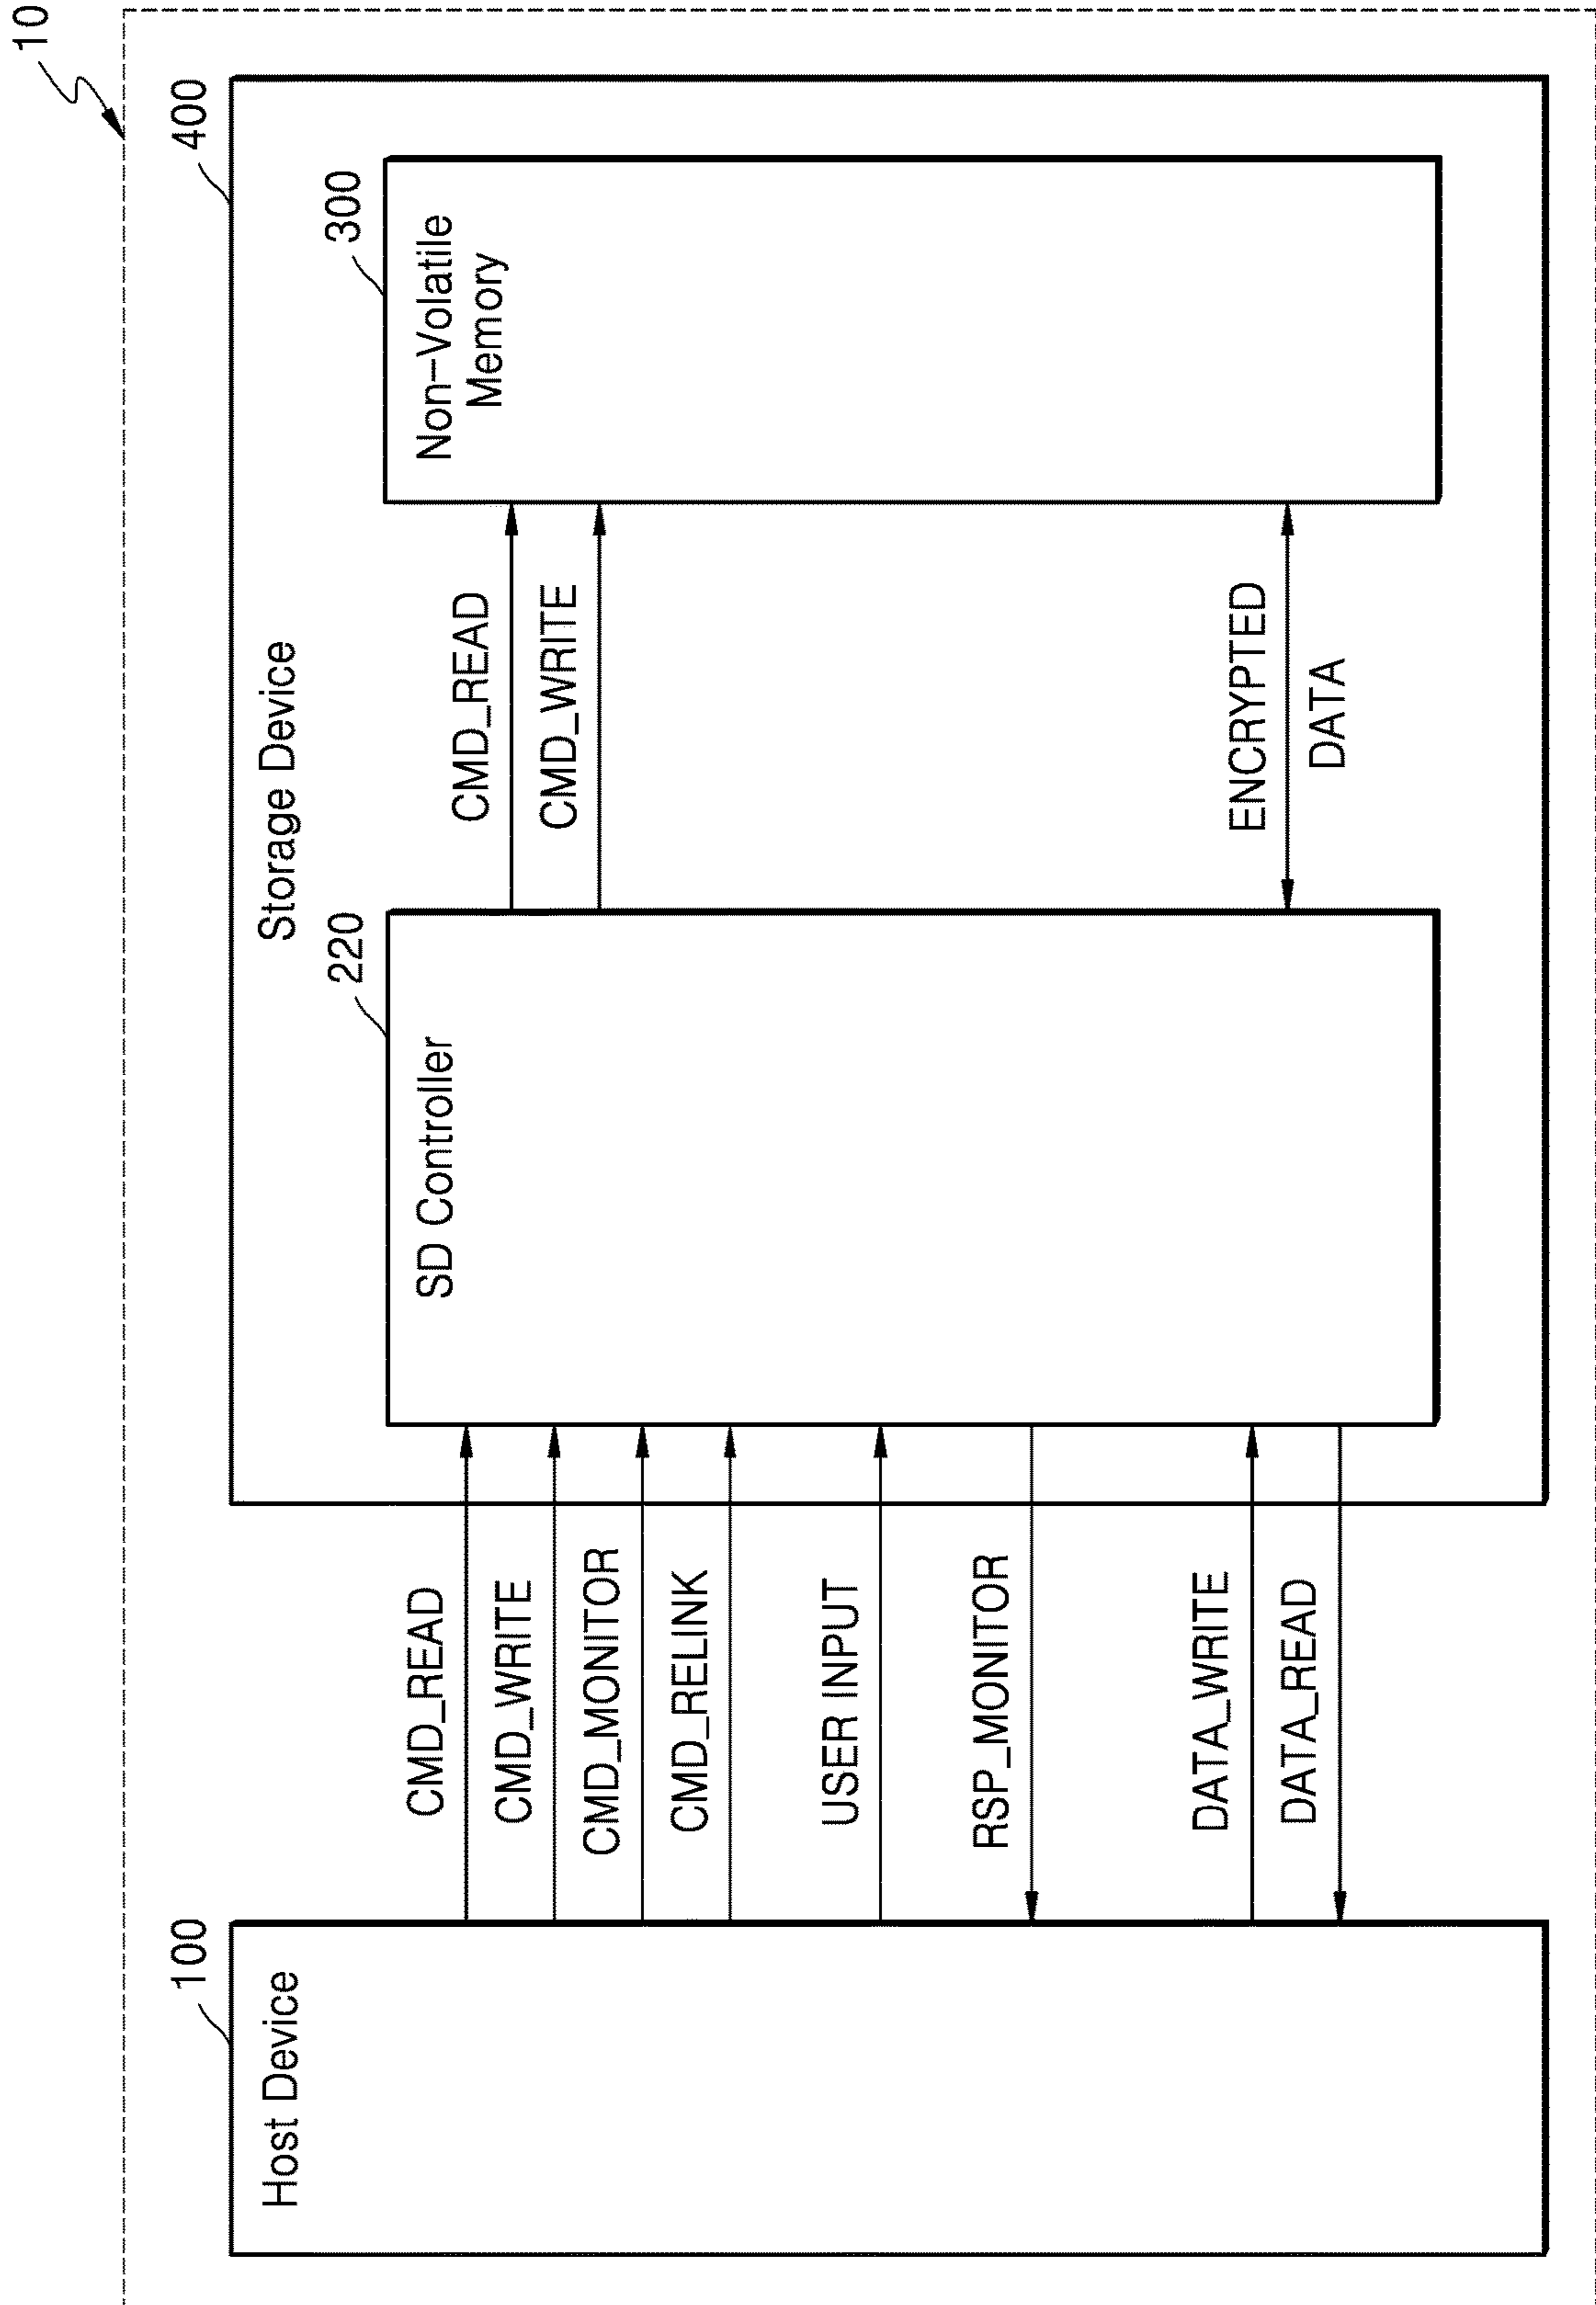 10
100
Host Device
400
Storage Device
220
SD Controller
300
Non-Volatile
Memory
CMD_READ
CMD_WRITE
CMD_MONITOR
CMD_RELINK
USER INPUT
RSP_MONITOR
DATA_WRITE
DATA_READ
CMD_READ
CMD_WRITE
ENCRYPTED
DATA